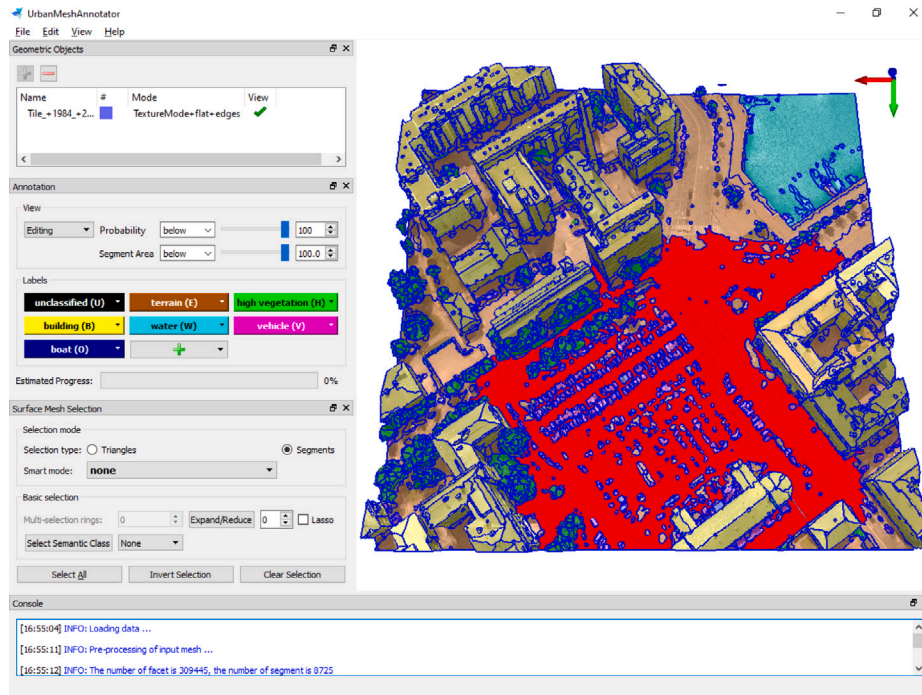 UrbanMeshAnnotator
File Edit View Help
Geometric Objects
Name # Mode View
Tile_+1984_+2... TextureMode+flat+edges
Annotation
View
Editing Probability below 100
Segment Area below 100.0
Labels
unclassified (U) terrain (E) high vegetation (H)
building (B) water (W) vehicle (V)
boat (O)
Estimated Progress: 0%
Surface Mesh Selection
Selection mode
Selection type: Triangles Segments
Smart mode: none
Basic selection
Multi-selection rings: 0 Expand/Reduce 0 Lasso
Select Semantic Class None
Select All Invert Selection Clear Selection
Console
[16:55:04] INFO: Loading data ...
[16:55:11] INFO: Pre-processing of input mesh ...
[16:55:12] INFO: The number of facet is 309445, the number of segment is 8725